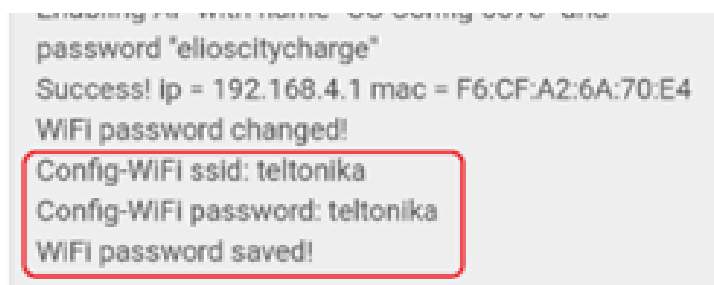 password "elioscitycharge"
Success! ip = 192.168.4.1 mac = F6:CF:A2:6A:70:E4
WiFi password changed!
Config-WiFi ssid: teltonika
Config-WiFi password: teltonika
WiFi password saved!